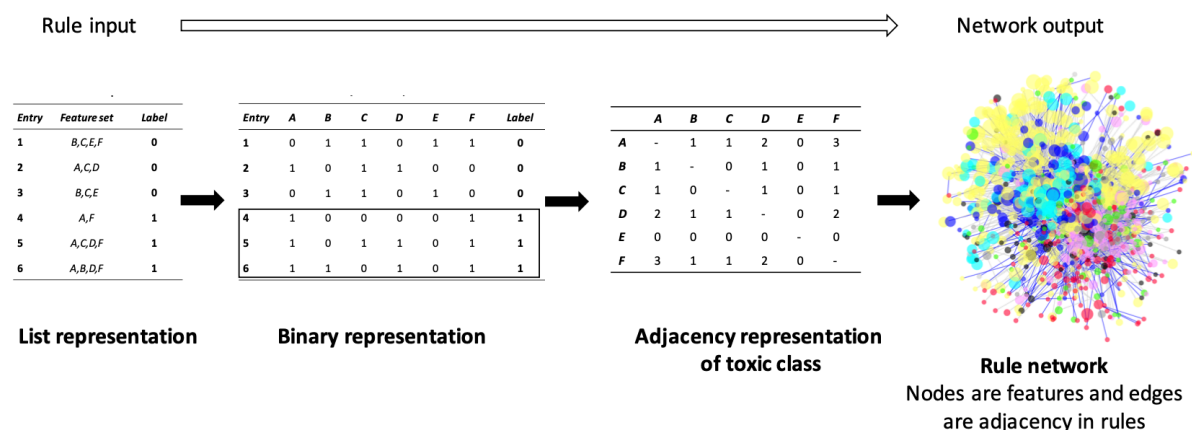 Rule input
Network output
Entry Feature set Label
1 B,C,E,F 0
2 A,C,D 0
3 B,C,E 0
4 A,F 1
5 A,C,D,F 1
6 A,B,D,F 1
List representation
Entry A B C D E F Label
1 0 1 1 0 1 1 0
2 1 0 1 1 0 0 0
3 0 1 1 0 1 0 0
4 1 0 0 0 0 1 1
5 1 0 1 1 0 1 1
6 1 1 0 1 0 1 1
Binary representation
A B C D E F
A - 1 1 2 0 3
B 1 - 0 1 0 1
C 1 0 - 1 0 1
D 2 1 1 - 0 2
E 0 0 0 0 - 0
F 3 1 1 2 0 -
Adjacency representation
of toxic class
Rule network
Nodes are features and edges
are adjacency in rules